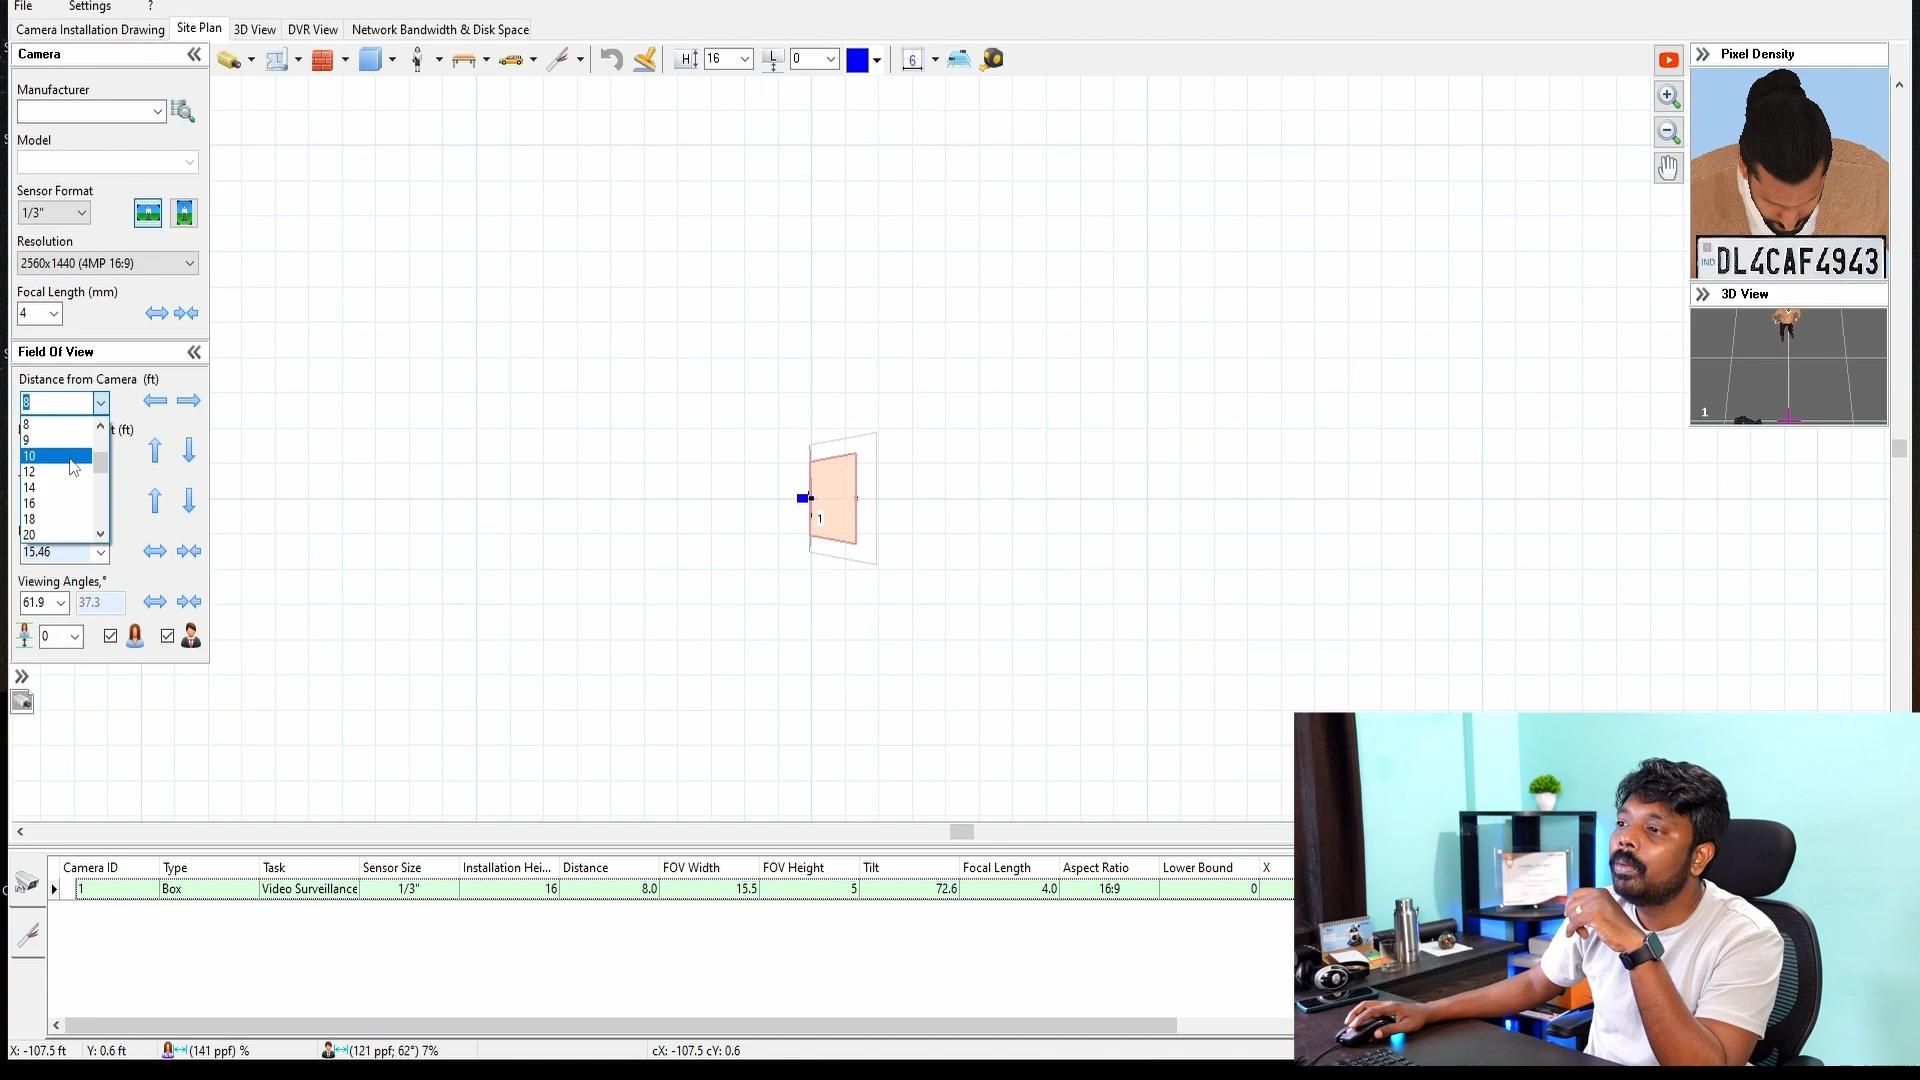 File Settings ?
Camera Installation Drawing Site Plan 3D View DVR View Network Bandwidth & Disk Space
Camera
H 16 L 0 6
Pixel Density
Manufacturer
Model
Sensor Format
1/3"
Resolution
2560x1440 (4MP 16:9)
Focal Length (mm)
4
IND DL4CAF4943
3D View
1
Field Of View
Distance from Camera (ft)
8
8
t (ft)
9
10
12
14
16
18
20
15.46
Viewing Angles,°
61.9 37.3
0
1
Camera ID Type Task Sensor Size Installation Hei... Distance FOV Width FOV Height Tilt Focal Length Aspect Ratio Lower Bound X
1 Box Video Surveillance 1/3" 16 8.0 15.5 5 72.6 4.0 16:9 0
X: -107.5 ft Y: 0.6 ft (141 ppf) % (121 ppf; 62°) 7% cX: -107.5 cY: 0.6